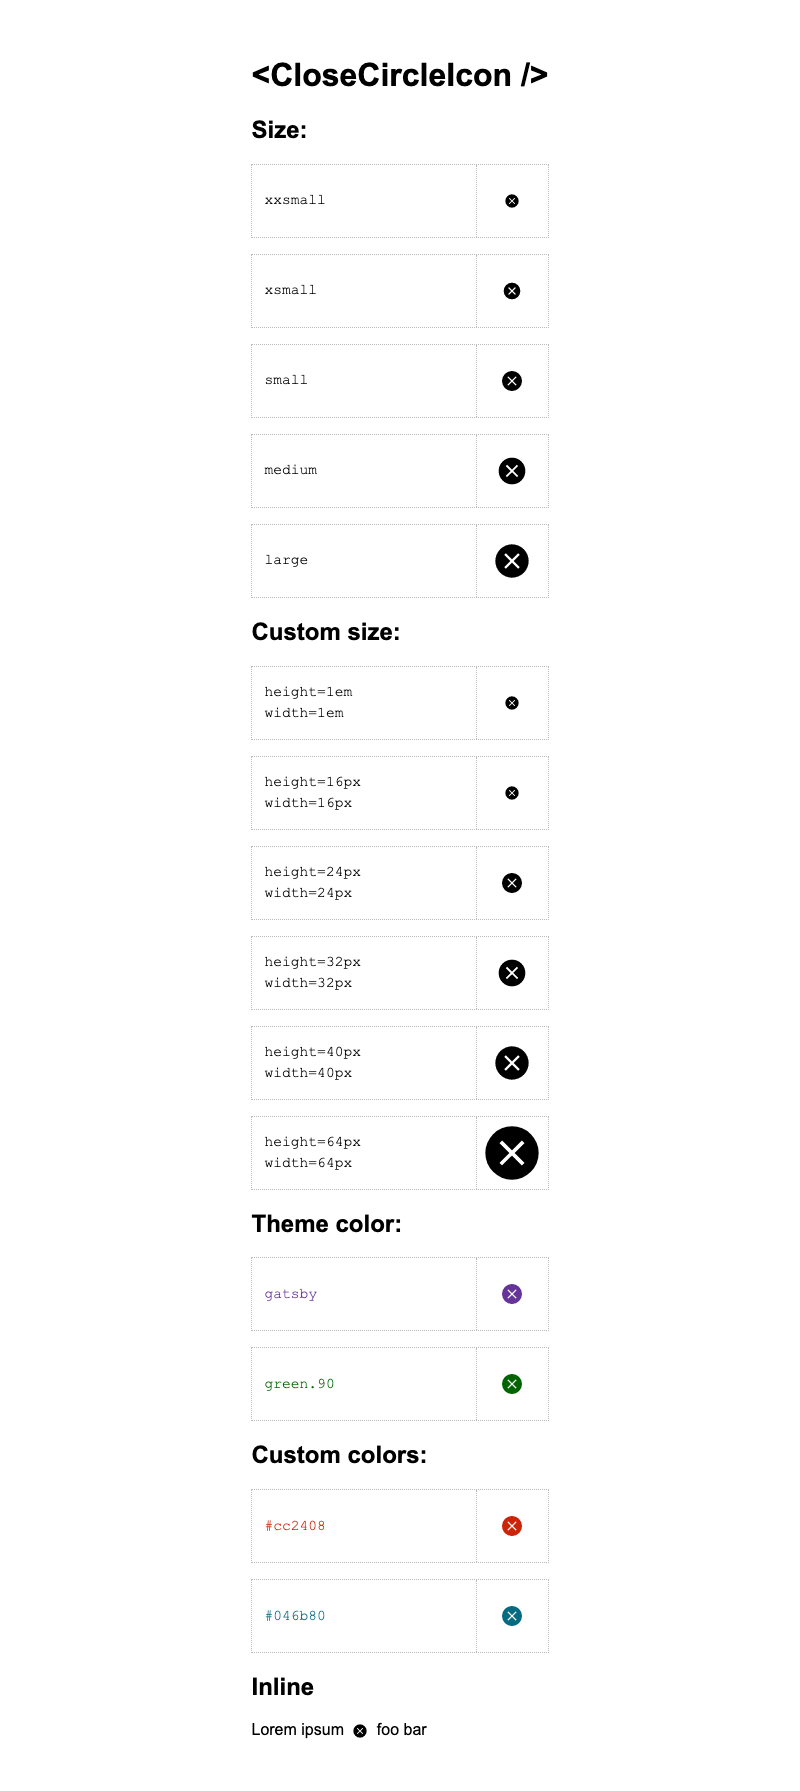 <CloseCircleIcon />
Size:
xxsmall
xsmall
small
medium
large
Custom size:
height=1em
width=1em
height=16px
width=16px
height=24px
width=24px
height=32px
width=32px
height=40px
width=40px
height=64px
width=64px
Theme color:
gatsby
green.90
Custom colors:
#cc2408
#046b80
Inline
Lorem ipsum foo bar